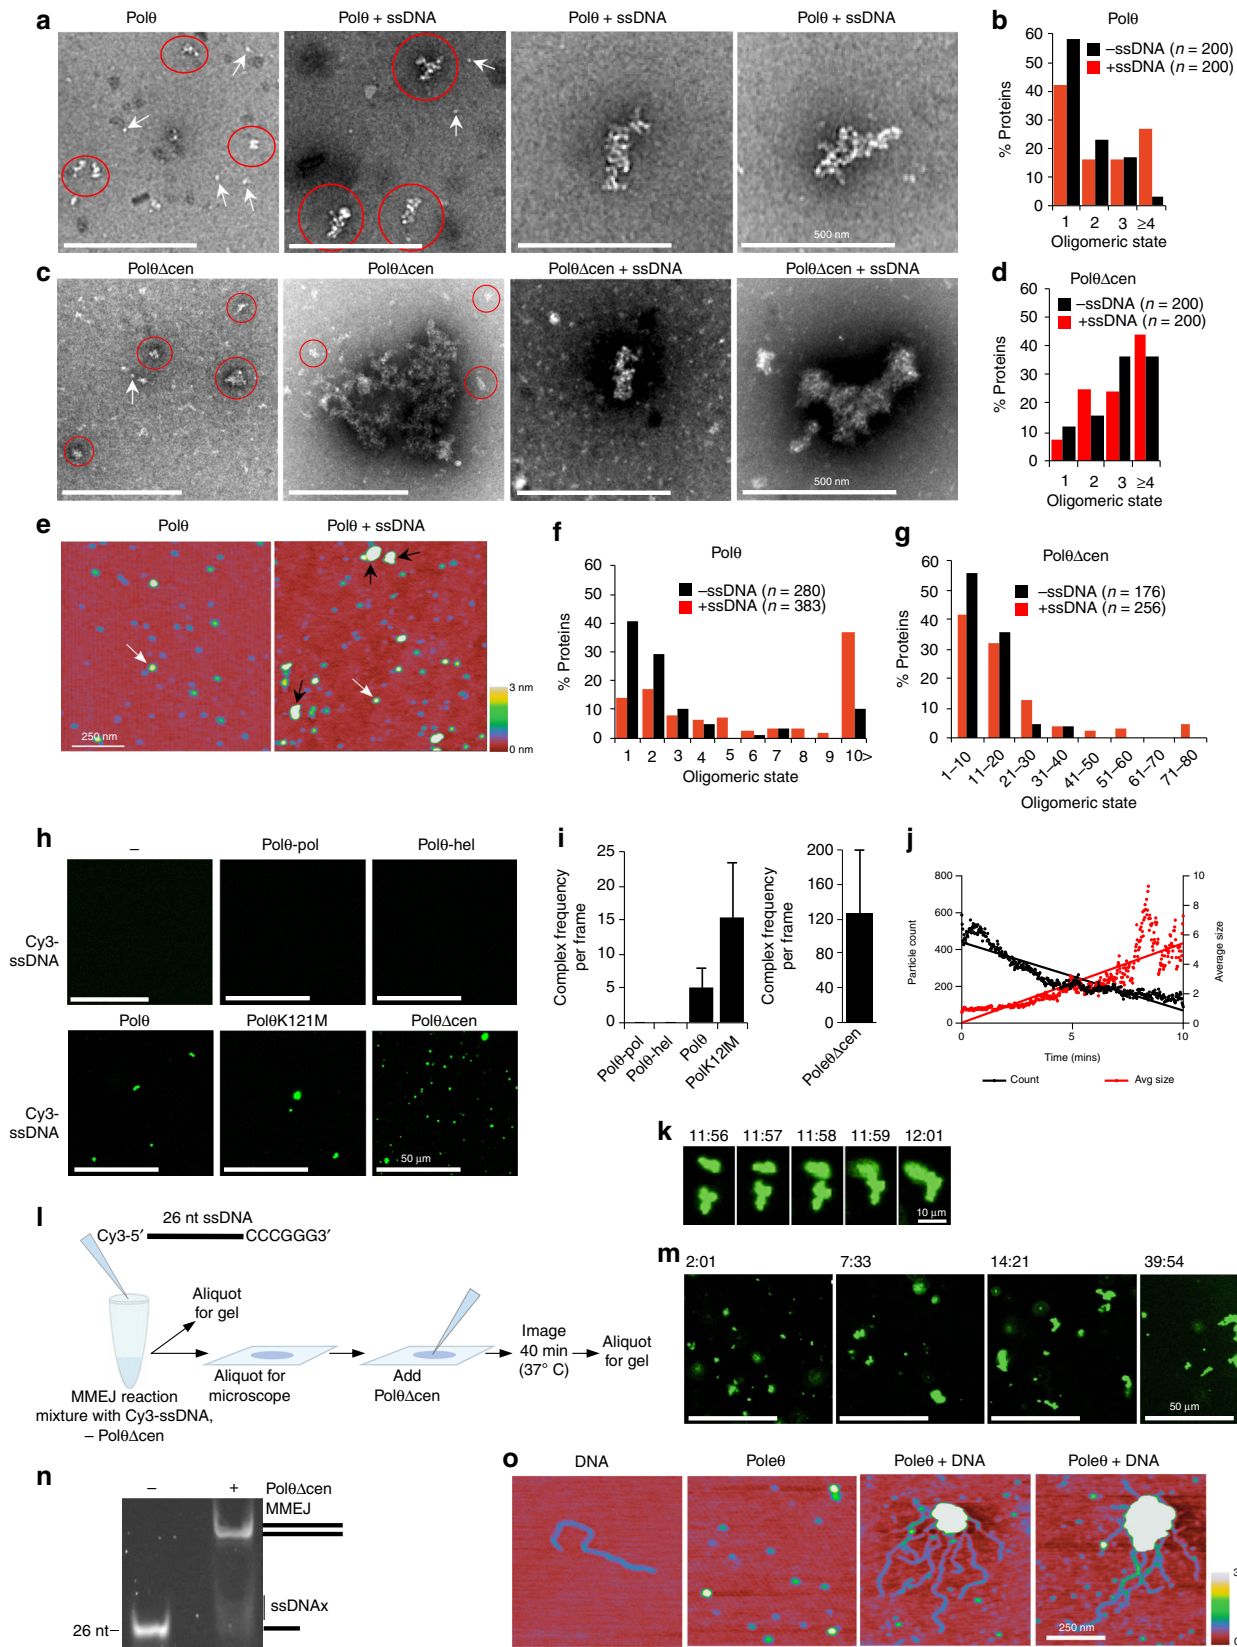 a
Polθ
Polθ + ssDNA
Polθ + ssDNA
Polθ + ssDNA
500 nm
b
Polθ
–ssDNA (n = 200)
+ssDNA (n = 200)
% Proteins
60
50
40
30
20
10
0
1 2 3 ≥4
Oligomeric state
c
PolθΔcen
PolθΔcen
PolθΔcen + ssDNA
PolθΔcen + ssDNA
500 nm
d
PolθΔcen
–ssDNA (n = 200)
+ssDNA (n = 200)
% Proteins
60
50
40
30
20
10
0
1 2 3 ≥4
Oligomeric state
e
Polθ
Polθ + ssDNA
250 nm
3 nm
0 nm
f
Polθ
–ssDNA (n = 280)
+ssDNA (n = 383)
% Proteins
60
50
40
30
20
10
0
1 2 3 4 5 6 7 8 9 10>
Oligomeric state
g
PolθΔcen
–ssDNA (n = 176)
+ssDNA (n = 256)
% Proteins
60
50
40
30
20
10
0
1–10 11–20 21–30 31–40 41–50 51–60 61–70 71–80
Oligomeric state
h
–
Polθ-pol
Polθ-hel
Cy3-
ssDNA
Polθ
PolθK121M
PolθΔcen
Cy3-
ssDNA
50 μm
i
Complex frequency
per frame
25
20
15
10
5
0
Polθ-pol
Polθ-hel
Polθ
PolK12IM
Complex frequency
per frame
200
160
120
80
40
0
PoleθΔcen
j
Particle count
800
600
400
200
0
10
8
6
4
2
0
Average size
0 5 10
Time (mins)
Count
Avg size
k
11:56 11:57 11:58 11:59 12:01
10 μm
l
26 nt ssDNA
Cy3-5′ CCCGGG3′
Aliquot
for gel
MMEJ reaction
mixture with Cy3-ssDNA,
– PolθΔcen
Aliquot for
microscope
Add
PolθΔcen
Image
40 min
(37° C)
Aliquot
for gel
m
2:01 7:33 14:21 39:54
50 μm
n
– + PolθΔcen
MMEJ
ssDNAx
26 nt–
o
DNA
Poleθ
Poleθ + DNA
Poleθ + DNA
250 nm
3
0